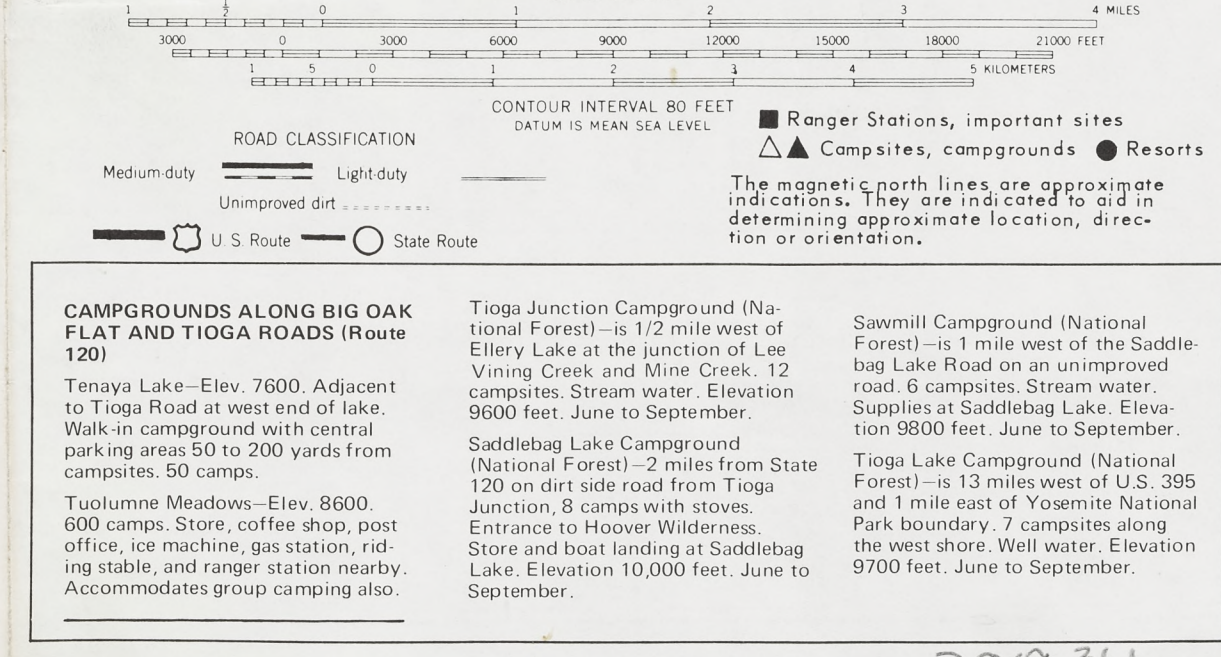 1 ½ 0 1 2 3 4 MILES
3000 0 3000 6000 9000 12000 15000 18000 21000 FEET
1 5 0 1 2 3 4 5 KILOMETERS
CONTOUR INTERVAL 80 FEET
DATUM IS MEAN SEA LEVEL
ROAD CLASSIFICATION
Medium-duty Light-duty
Unimproved dirt
U. S. Route State Route
Ranger Stations, important sites
Campsites, campgrounds Resorts
The magnetic north lines are approximate
indications. They are indicated to aid in
determining approximate location, direc-
tion or orientation.
CAMPGROUNDS ALONG BIG OAK
FLAT AND TIOGA ROADS (Route
120)
Tenaya Lake—Elev. 7600. Adjacent
to Tioga Road at west end of lake.
Walk-in campground with central
parking areas 50 to 200 yards from
campsites. 50 camps.
Tuolumne Meadows—Elev. 8600.
600 camps. Store, coffee shop, post
office, ice machine, gas station, rid-
ing stable, and ranger station nearby.
Accommodates group camping also.
Tioga Junction Campground (Na-
tional Forest)—is 1/2 mile west of
Ellery Lake at the junction of Lee
Vining Creek and Mine Creek. 12
campsites. Stream water. Elevation
9600 feet. June to September.
Saddlebag Lake Campground
(National Forest)—2 miles from State
120 on dirt side road from Tioga
Junction, 8 camps with stoves.
Entrance to Hoover Wilderness.
Store and boat landing at Saddlebag
Lake. Elevation 10,000 feet. June to
September.
Sawmill Campground (National
Forest)—is 1 mile west of the Saddle-
bag Lake Road on an unimproved
road. 6 campsites. Stream water.
Supplies at Saddlebag Lake. Eleva-
tion 9800 feet. June to September.
Tioga Lake Campground (National
Forest)—is 13 miles west of U.S. 395
and 1 mile east of Yosemite National
Park boundary. 7 campsites along
the west shore. Well water. Elevation
9700 feet. June to September.